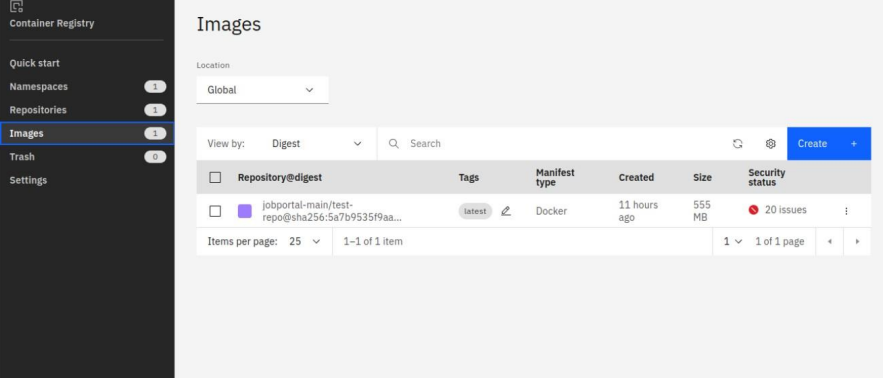 Container Registry
Quick start
Namespaces 1
Repositories 1
Images 1
Trash 0
Settings
Images
Location
Global
View by: Digest Search Create +
Repository@digest Tags Manifest type Created Size Security status
jobportal-main/test-
repo@sha256:5a7b9535f9aa... latest Docker 11 hours ago 555 MB 20 issues
Items per page: 25 1–1 of 1 item 1 1 of 1 page